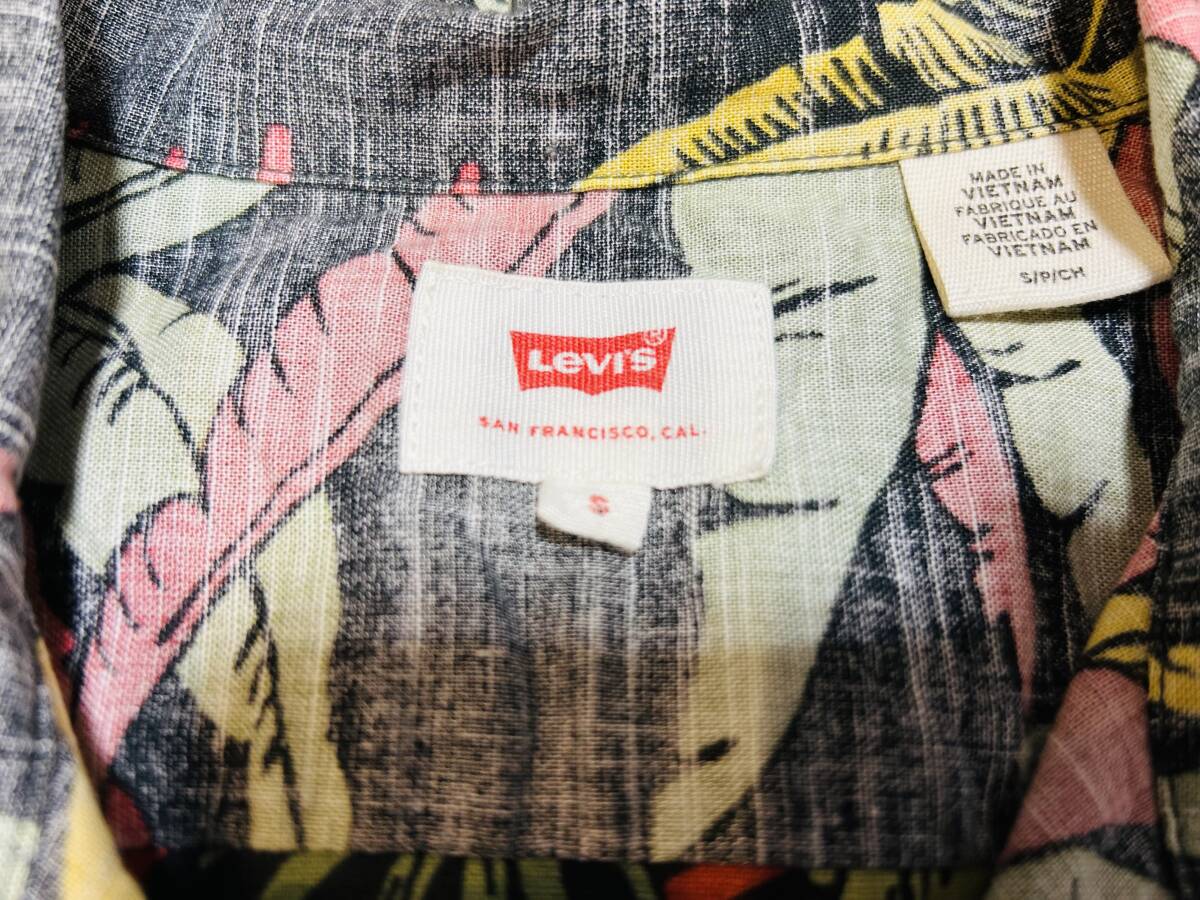 LEVI'S®
SAN FRANCISCO, CAL.
S
MADE IN
VIETNAM
FABRIQUE AU
VIETNAM
FABRICADO EN
VIETNAM
S/P/CH